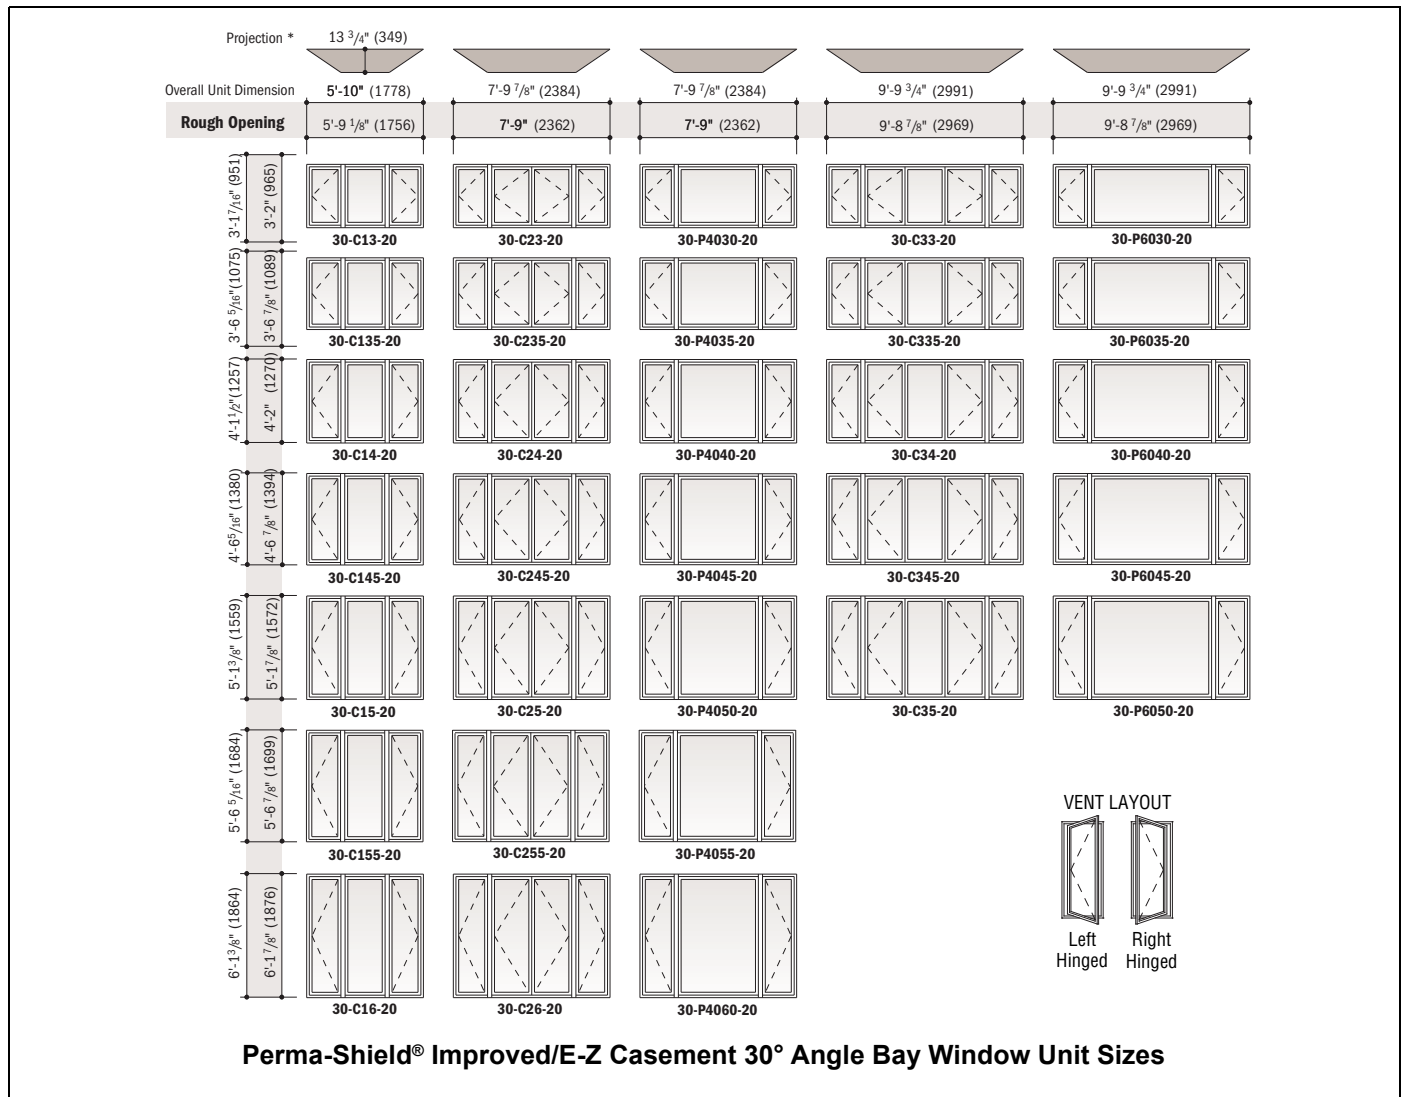 Projection * 13 3/4" (349)
Overall Unit Dimension 5'-10" (1778) 7'-9 7/8" (2384) 7'-9 7/8" (2384) 9'-9 3/4" (2991) 9'-9 3/4" (2991)
Rough Opening 5'-9 1/8" (1756) 7'-9" (2362) 7'-9" (2362) 9'-8 7/8" (2969) 9'-8 7/8" (2969)
3'-1 7/16" (951) 3'-2" (965)
30-C13-20 30-C23-20 30-P4030-20 30-C33-20 30-P6030-20
3'-6 5/16" (1075) 3'-6 7/8" (1089)
30-C135-20 30-C235-20 30-P4035-20 30-C335-20 30-P6035-20
4'-1 1/2" (1257) 4'-2" (1270)
30-C14-20 30-C24-20 30-P4040-20 30-C34-20 30-P6040-20
4'-6 5/16" (1380) 4'-6 7/8" (1394)
30-C145-20 30-C245-20 30-P4045-20 30-C345-20 30-P6045-20
5'-1 3/8" (1559) 5'-1 7/8" (1572)
30-C15-20 30-C25-20 30-P4050-20 30-C35-20 30-P6050-20
5'-6 5/16" (1684) 5'-6 7/8" (1699)
30-C155-20 30-C255-20 30-P4055-20
VENT LAYOUT
Left Hinged
Right Hinged
6'-1 3/8" (1864) 6'-1 7/8" (1876)
30-C16-20 30-C26-20 30-P4060-20
Perma-Shield® Improved/E-Z Casement 30° Angle Bay Window Unit Sizes